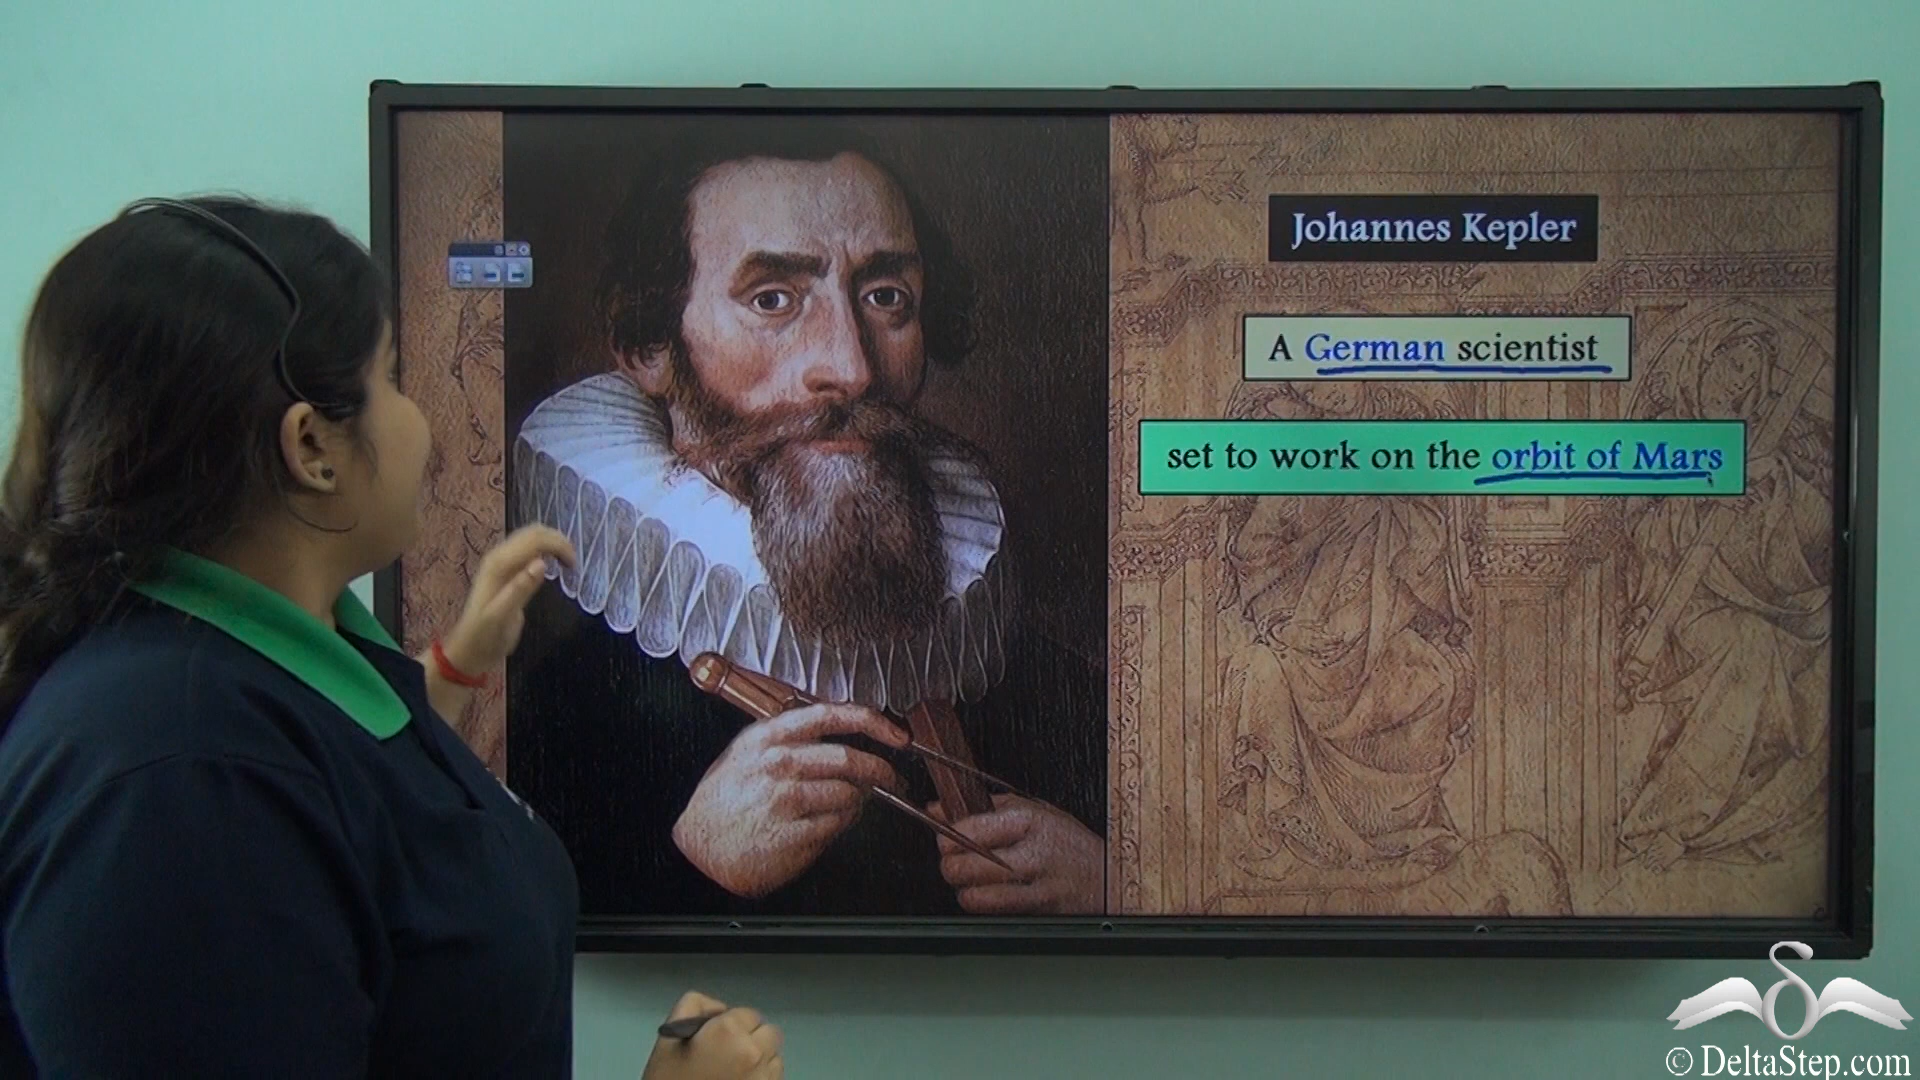 Johannes Kepler
A German scientist
set to work on the orbit of Mars
© DeltaStep.com